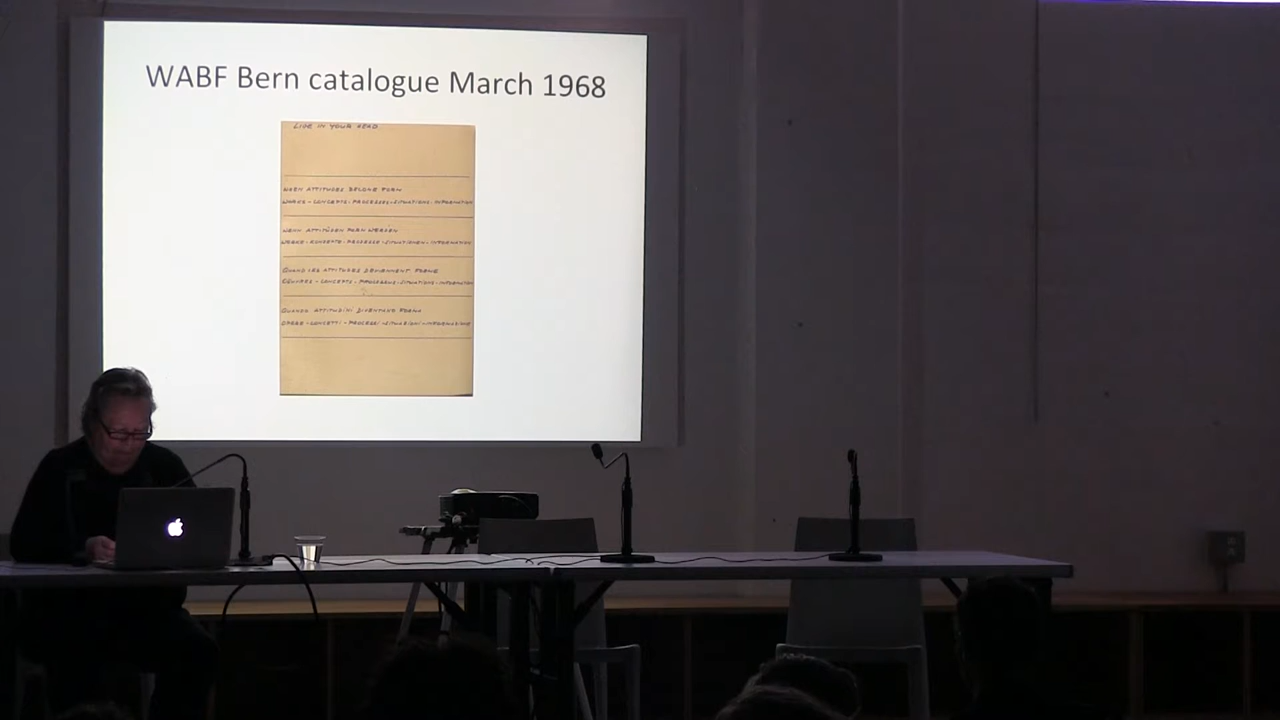 WABF Bern catalogue March 1968
LIVE IN YOUR HEAD
WHEN ATTITUDES BECOME FORM
WORKS - CONCEPTS - PROCESSES - SITUATIONS - INFORMATION
WENN ATTITÜDEN FORM WERDEN
WERKE - KONZEPTE - PROZESSE - SITUATIONEN - INFORMATION
QUAND LES ATTITUDES DEVIENNENT FORME
OEUVRES - CONCEPTS - PROCESSUS - SITUATIONS - INFORMATION
QUANDO ATTITUDINI DIVENTANO FORMA
OPERE - CONCETTI - PROCESSI - SITUAZIONI - INFORMAZIONE